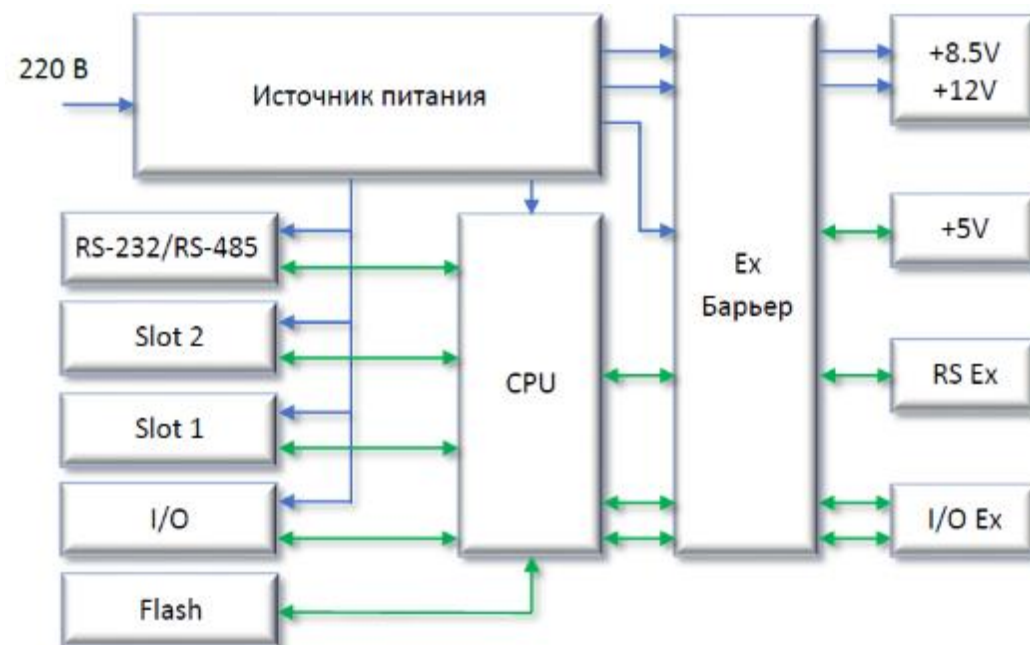 220 В
Источник питания
+8.5V
+12V
RS-232/RS-485
+5V
Ex
Барьер
Slot 2
CPU
RS Ex
Slot 1
I/O
I/O Ex
Flash